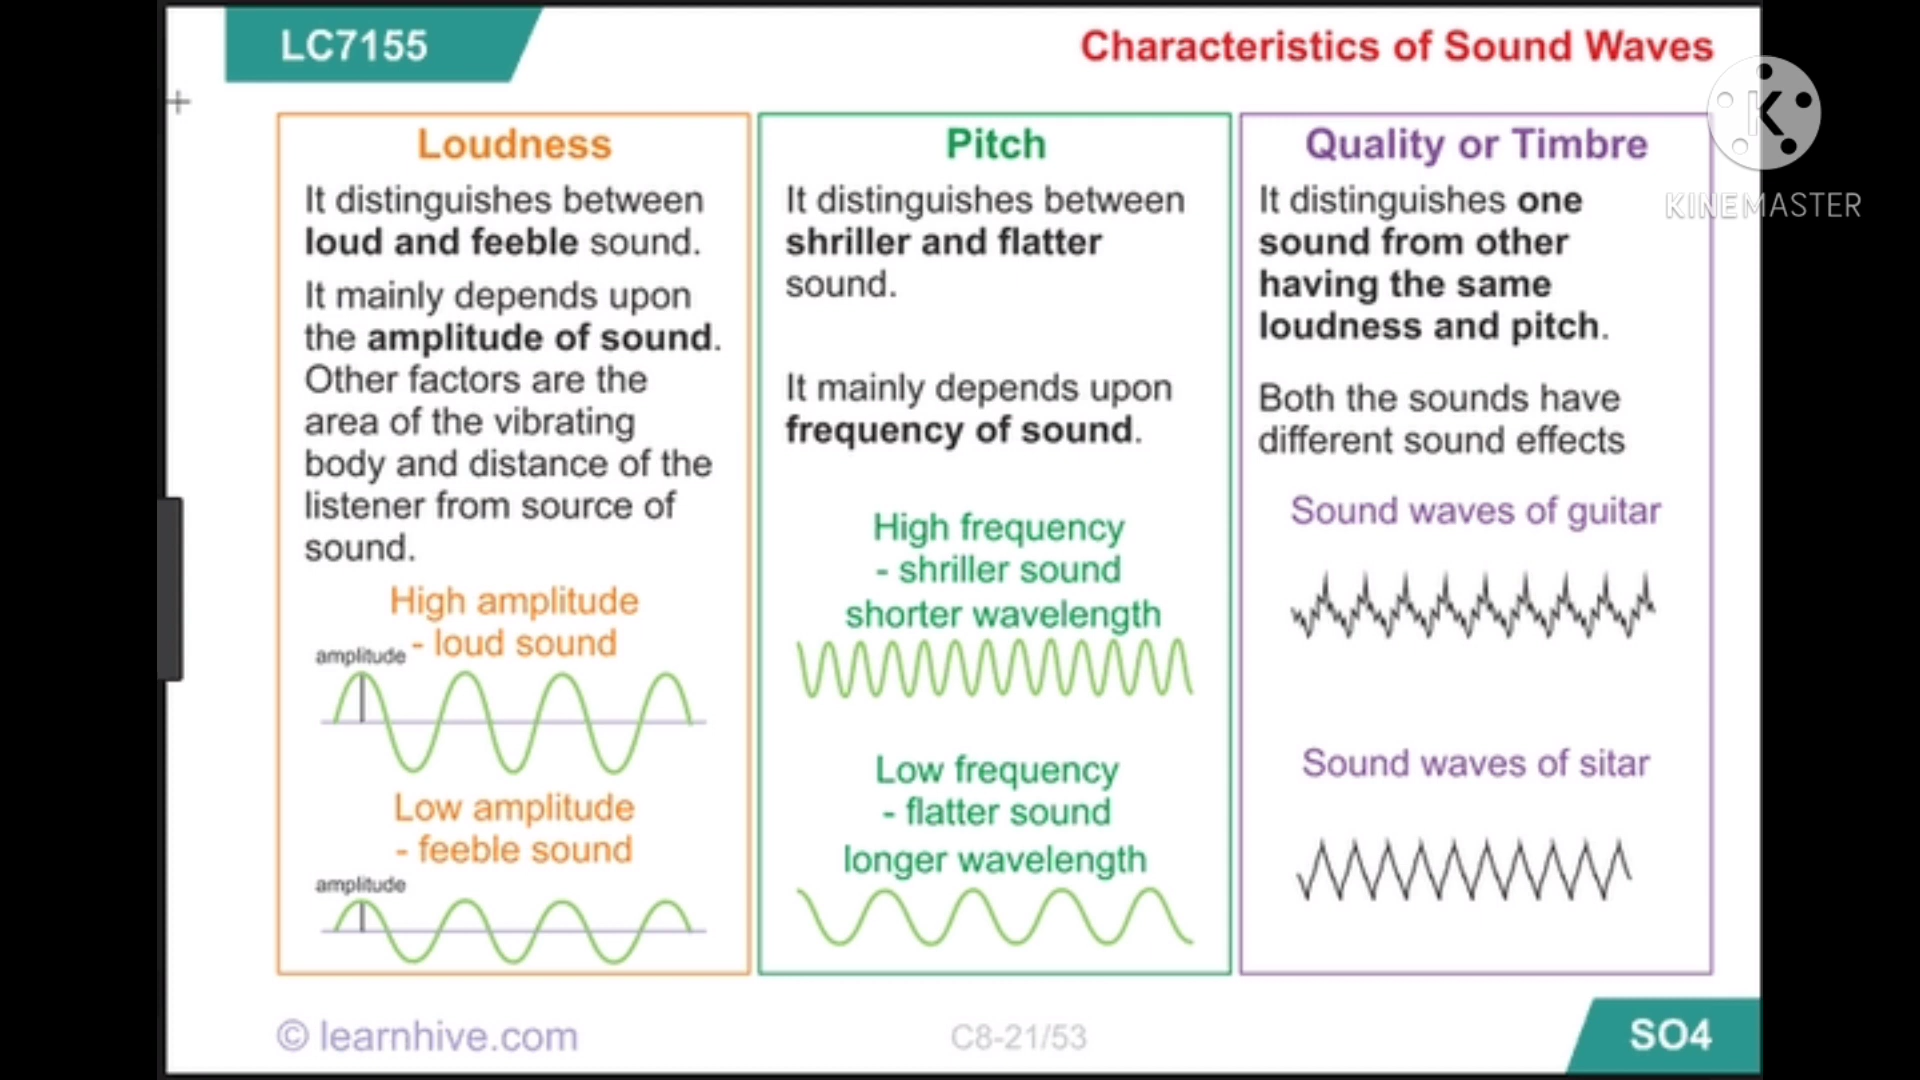 LC7155
Characteristics of Sound Waves
K
KINEMASTER
Loudness
It distinguishes between
loud and feeble sound.
It mainly depends upon
the amplitude of sound.
Other factors are the
area of the vibrating
body and distance of the
listener from source of
sound.
High amplitude
- loud sound
amplitude
Low amplitude
- feeble sound
amplitude
Pitch
It distinguishes between
shriller and flatter
sound.
It mainly depends upon
frequency of sound.
High frequency
- shriller sound
shorter wavelength
Low frequency
- flatter sound
longer wavelength
Quality or Timbre
It distinguishes one
sound from other
having the same
loudness and pitch.
Both the sounds have
different sound effects
Sound waves of guitar
Sound waves of sitar
© learnhive.com
C8-21/53
SO4